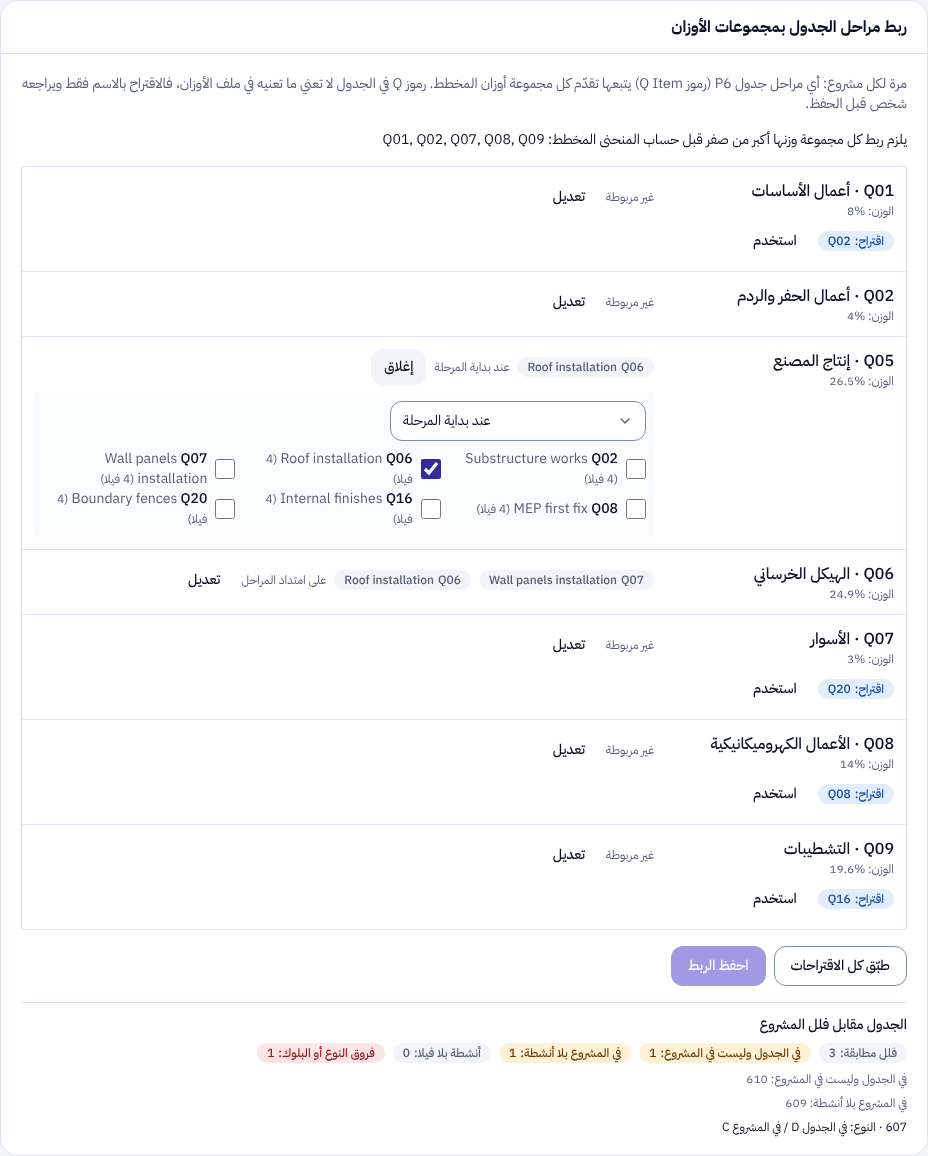 ربط مراحل الجدول بمجموعات الأوزان
مرة لكل مشروع: أي مراحل جدول P6 (رموز Q Item) يتبعها تقدّم كل مجموعة أوزان المخطط. رموز Q في الجدول لا تعني ما تعنيه في ملف الأوزان، فالاقتراح بالاسم فقط ويراجعه
شخص قبل الحفظ.
يلزم ربط كل مجموعة وزنها أكبر من صفر قبل حساب المنحنى المخطط: Q01, Q02, Q07, Q08, Q09
Q01 · أعمال الأساسات
غير مربوطة
تعديل
الوزن: 8%
اقتراح: Q02
استخدم
Q02 · أعمال الحفر والردم
غير مربوطة
تعديل
الوزن: 4%
Q05 · إنتاج المصنع
الوزن: 26.5%
Roof installation Q06
عند بداية المرحلة
إغلاق
عند بداية المرحلة
Substructure works Q02
(4 فيلا)
Roof installation Q06 (4
فيلا)
Wall panels Q07
installation (4 فيلا)
MEP first fix Q08 (4 فيلا)
Internal finishes Q16 (4
فيلا)
Boundary fences Q20 (4
فيلا)
Q06 · الهيكل الخرساني
الوزن: 24.9%
Wall panels installation Q07
Roof installation Q06
على امتداد المراحل
تعديل
Q07 · الأسوار
غير مربوطة
تعديل
الوزن: 3%
اقتراح: Q20
استخدم
Q08 · الأعمال الكهروميكانيكية
غير مربوطة
تعديل
الوزن: 14%
اقتراح: Q08
استخدم
Q09 · التشطيبات
غير مربوطة
تعديل
الوزن: 19.6%
اقتراح: Q16
استخدم
طبّق كل الاقتراحات
احفظ الربط
الجدول مقابل فلل المشروع
فلل مطابقة: 3
في الجدول وليست في المشروع: 1
في المشروع بلا أنشطة: 1
أنشطة بلا فيلا: 0
فروق النوع أو البلوك: 1
في الجدول وليست في المشروع: 610
في المشروع بلا أنشطة: 609
607 · النوع: في الجدول D / في المشروع C